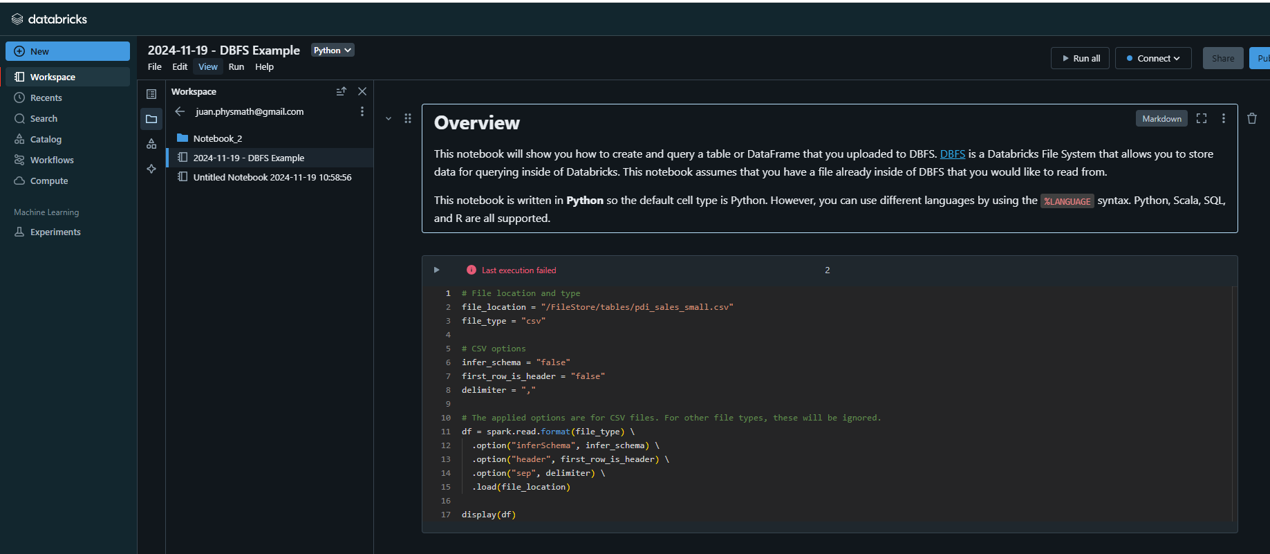 databricks
New
Workspace
Recents
Search
Catalog
Workflows
Compute
Machine Learning
Experiments
2024-11-19 - DBFS Example
Python
File Edit View Run Help
Run all
Connect
Share
Pu
Workspace
juan.physmath@gmail.com
Notebook_2
2024-11-19 - DBFS Example
Untitled Notebook 2024-11-19 10:58:56
Overview
Markdown
This notebook will show you how to create and query a table or DataFrame that you uploaded to DBFS. DBFS is a Databricks File System that allows you to store
data for querying inside of Databricks. This notebook assumes that you have a file already inside of DBFS that you would like to read from.
This notebook is written in Python so the default cell type is Python. However, you can use different languages by using the %LANGUAGE syntax. Python, Scala, SQL,
and R are all supported.
Last execution failed
2
1 # File location and type
2 file_location = "/FileStore/tables/pdi_sales_small.csv"
3 file_type = "csv"
4
5 # CSV options
6 infer_schema = "false"
7 first_row_is_header = "false"
8 delimiter = ","
9
10 # The applied options are for CSV files. For other file types, these will be ignored.
11 df = spark.read.format(file_type) \
12 .option("inferSchema", infer_schema) \
13 .option("header", first_row_is_header) \
14 .option("sep", delimiter) \
15 .load(file_location)
16
17 display(df)